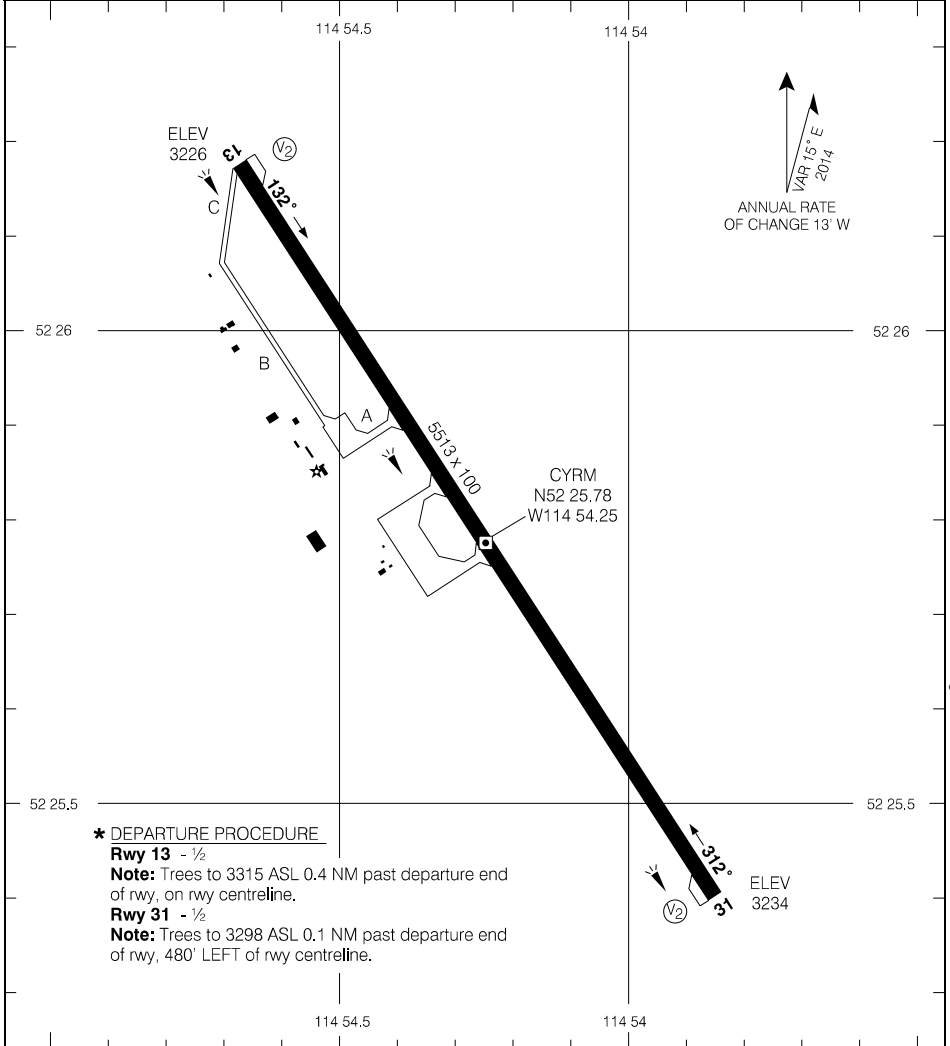 114 54.5
114 54
ELEV
3226
V2
13
132°
VAR 15° E
2014
ANNUAL RATE
OF CHANGE 13' W
C
52 26
52 26
B
A
5513 x 100
CYRM
N52 25.78
W114 54.25
52 25.5
52 25.5
* DEPARTURE PROCEDURE
Rwy 13 - ½
Note: Trees to 3315 ASL 0.4 NM past departure end
of rwy, on rwy centreline.
Rwy 31 - ½
Note: Trees to 3298 ASL 0.1 NM past departure end
of rwy, 480' LEFT of rwy centreline.
312°
31
V2
ELEV
3234
114 54.5
114 54